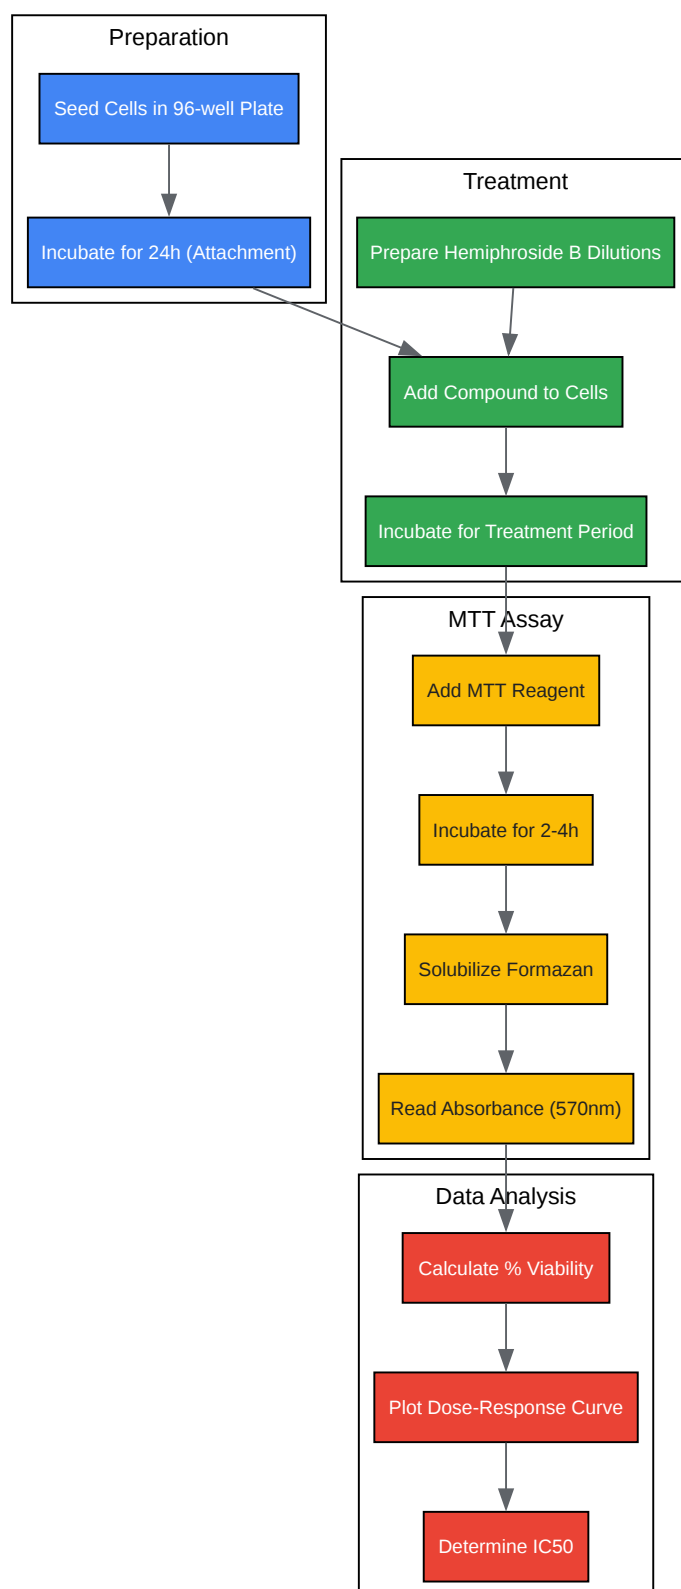 Preparation
Seed Cells in 96-well Plate
Incubate for 24h (Attachment)
Treatment
Prepare Hemiphroside B Dilutions
Add Compound to Cells
Incubate for Treatment Period
MTT Assay
Add MTT Reagent
Incubate for 2-4h
Solubilize Formazan
Read Absorbance (570nm)
Data Analysis
Calculate % Viability
Plot Dose-Response Curve
Determine IC50